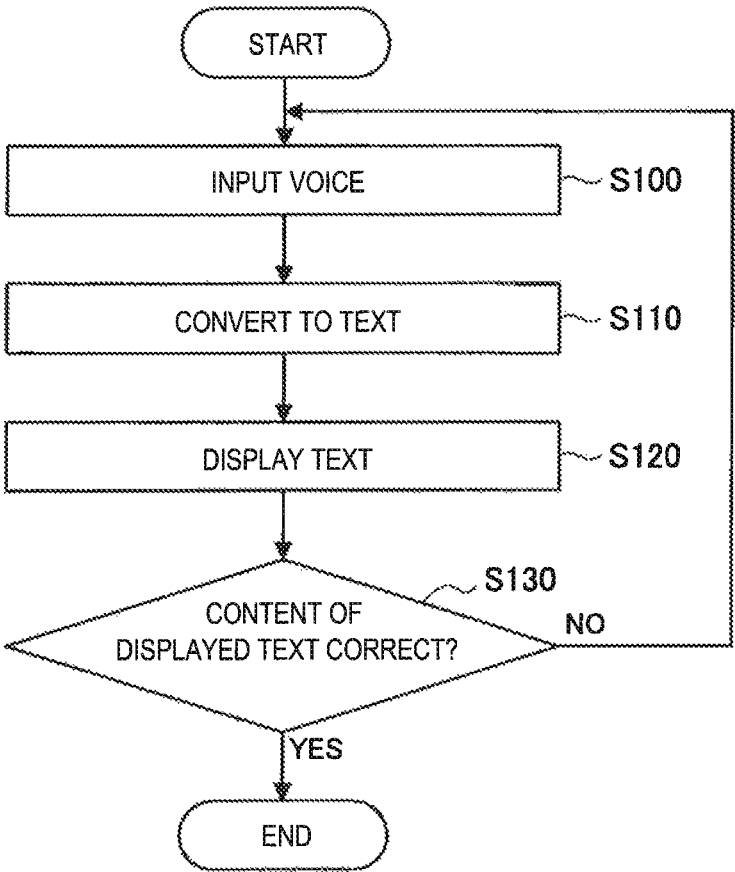 START
INPUT VOICE
S100
CONVERT TO TEXT
S110
DISPLAY TEXT
S120
S130
CONTENT OF
DISPLAYED TEXT CORRECT?
NO
YES
END